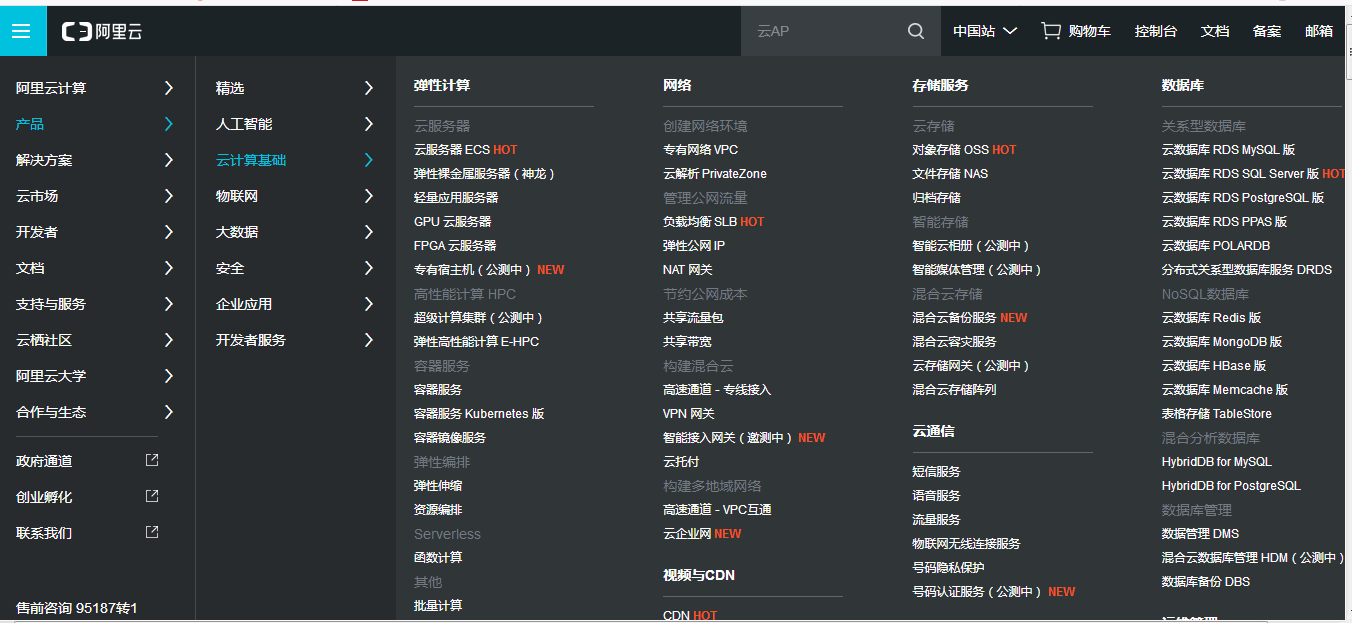 阿里云
云AP
中国站
购物车
控制台
文档
备案
邮箱
阿里云计算
产品
解决方案
云市场
开发者
文档
支持与服务
云栖社区
阿里云大学
合作与生态
政府通道
创业孵化
联系我们
售前咨询 95187转1
精选
人工智能
云计算基础
物联网
大数据
安全
企业应用
开发者服务
弹性计算
云服务器
云服务器 ECS HOT
弹性裸金属服务器（神龙）
轻量应用服务器
GPU 云服务器
FPGA 云服务器
专有宿主机（公测中） NEW
高性能计算 HPC
超级计算集群（公测中）
弹性高性能计算 E-HPC
容器服务
容器服务
容器服务 Kubernetes 版
容器镜像服务
弹性编排
弹性伸缩
资源编排
Serverless
函数计算
其他
批量计算
网络
创建网络环境
专有网络 VPC
云解析 PrivateZone
管理公网流量
负载均衡 SLB HOT
弹性公网 IP
NAT 网关
节约公网成本
共享流量包
共享带宽
构建混合云
高速通道 - 专线接入
VPN 网关
智能接入网关（邀测中） NEW
云托付
构建多地域网络
高速通道 - VPC互通
云企业网 NEW
视频与CDN
CDN HOT
存储服务
云存储
对象存储 OSS HOT
文件存储 NAS
归档存储
智能存储
智能云相册（公测中）
智能媒体管理（公测中）
混合云存储
混合云备份服务 NEW
混合云容灾服务
云存储网关（公测中）
混合云存储阵列
云通信
短信服务
语音服务
流量服务
物联网无线连接服务
号码隐私保护
号码认证服务（公测中） NEW
数据库
关系型数据库
云数据库 RDS MySQL 版
云数据库 RDS SQL Server 版 HOT
云数据库 RDS PostgreSQL 版
云数据库 RDS PPAS 版
云数据库 POLARDB
分布式关系型数据库服务 DRDS
NoSQL数据库
云数据库 Redis 版
云数据库 MongoDB 版
云数据库 HBase 版
云数据库 Memcache 版
表格存储 TableStore
混合分析数据库
HybridDB for MySQL
HybridDB for PostgreSQL
数据库管理
数据管理 DMS
混合云数据库管理 HDM（公测中）
数据库备份 DBS